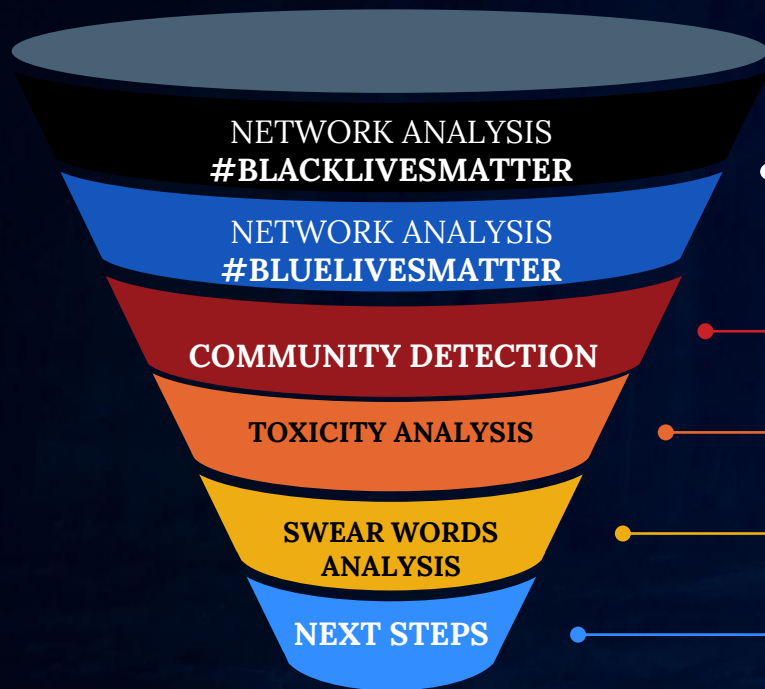 NETWORK ANALYSIS
#BLACKLIVESMATTER
NETWORK ANALYSIS
#BLUELIVESMATTER
COMMUNITY DETECTION
TOXICITY ANALYSIS
SWEAR WORDS
ANALYSIS
NEXT STEPS